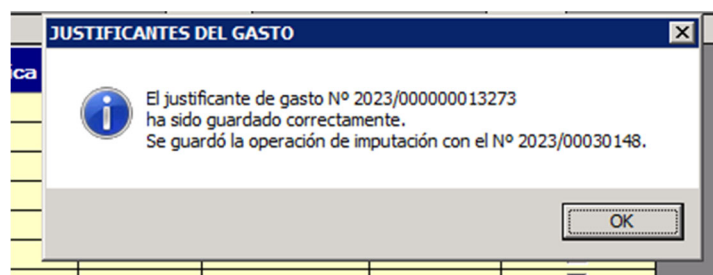 JUSTIFICANTES DEL GASTO
ica
El justificante de gasto Nº 2023/000000013273
ha sido guardado correctamente.
Se guardó la operación de imputación con el Nº 2023/00030148.
OK